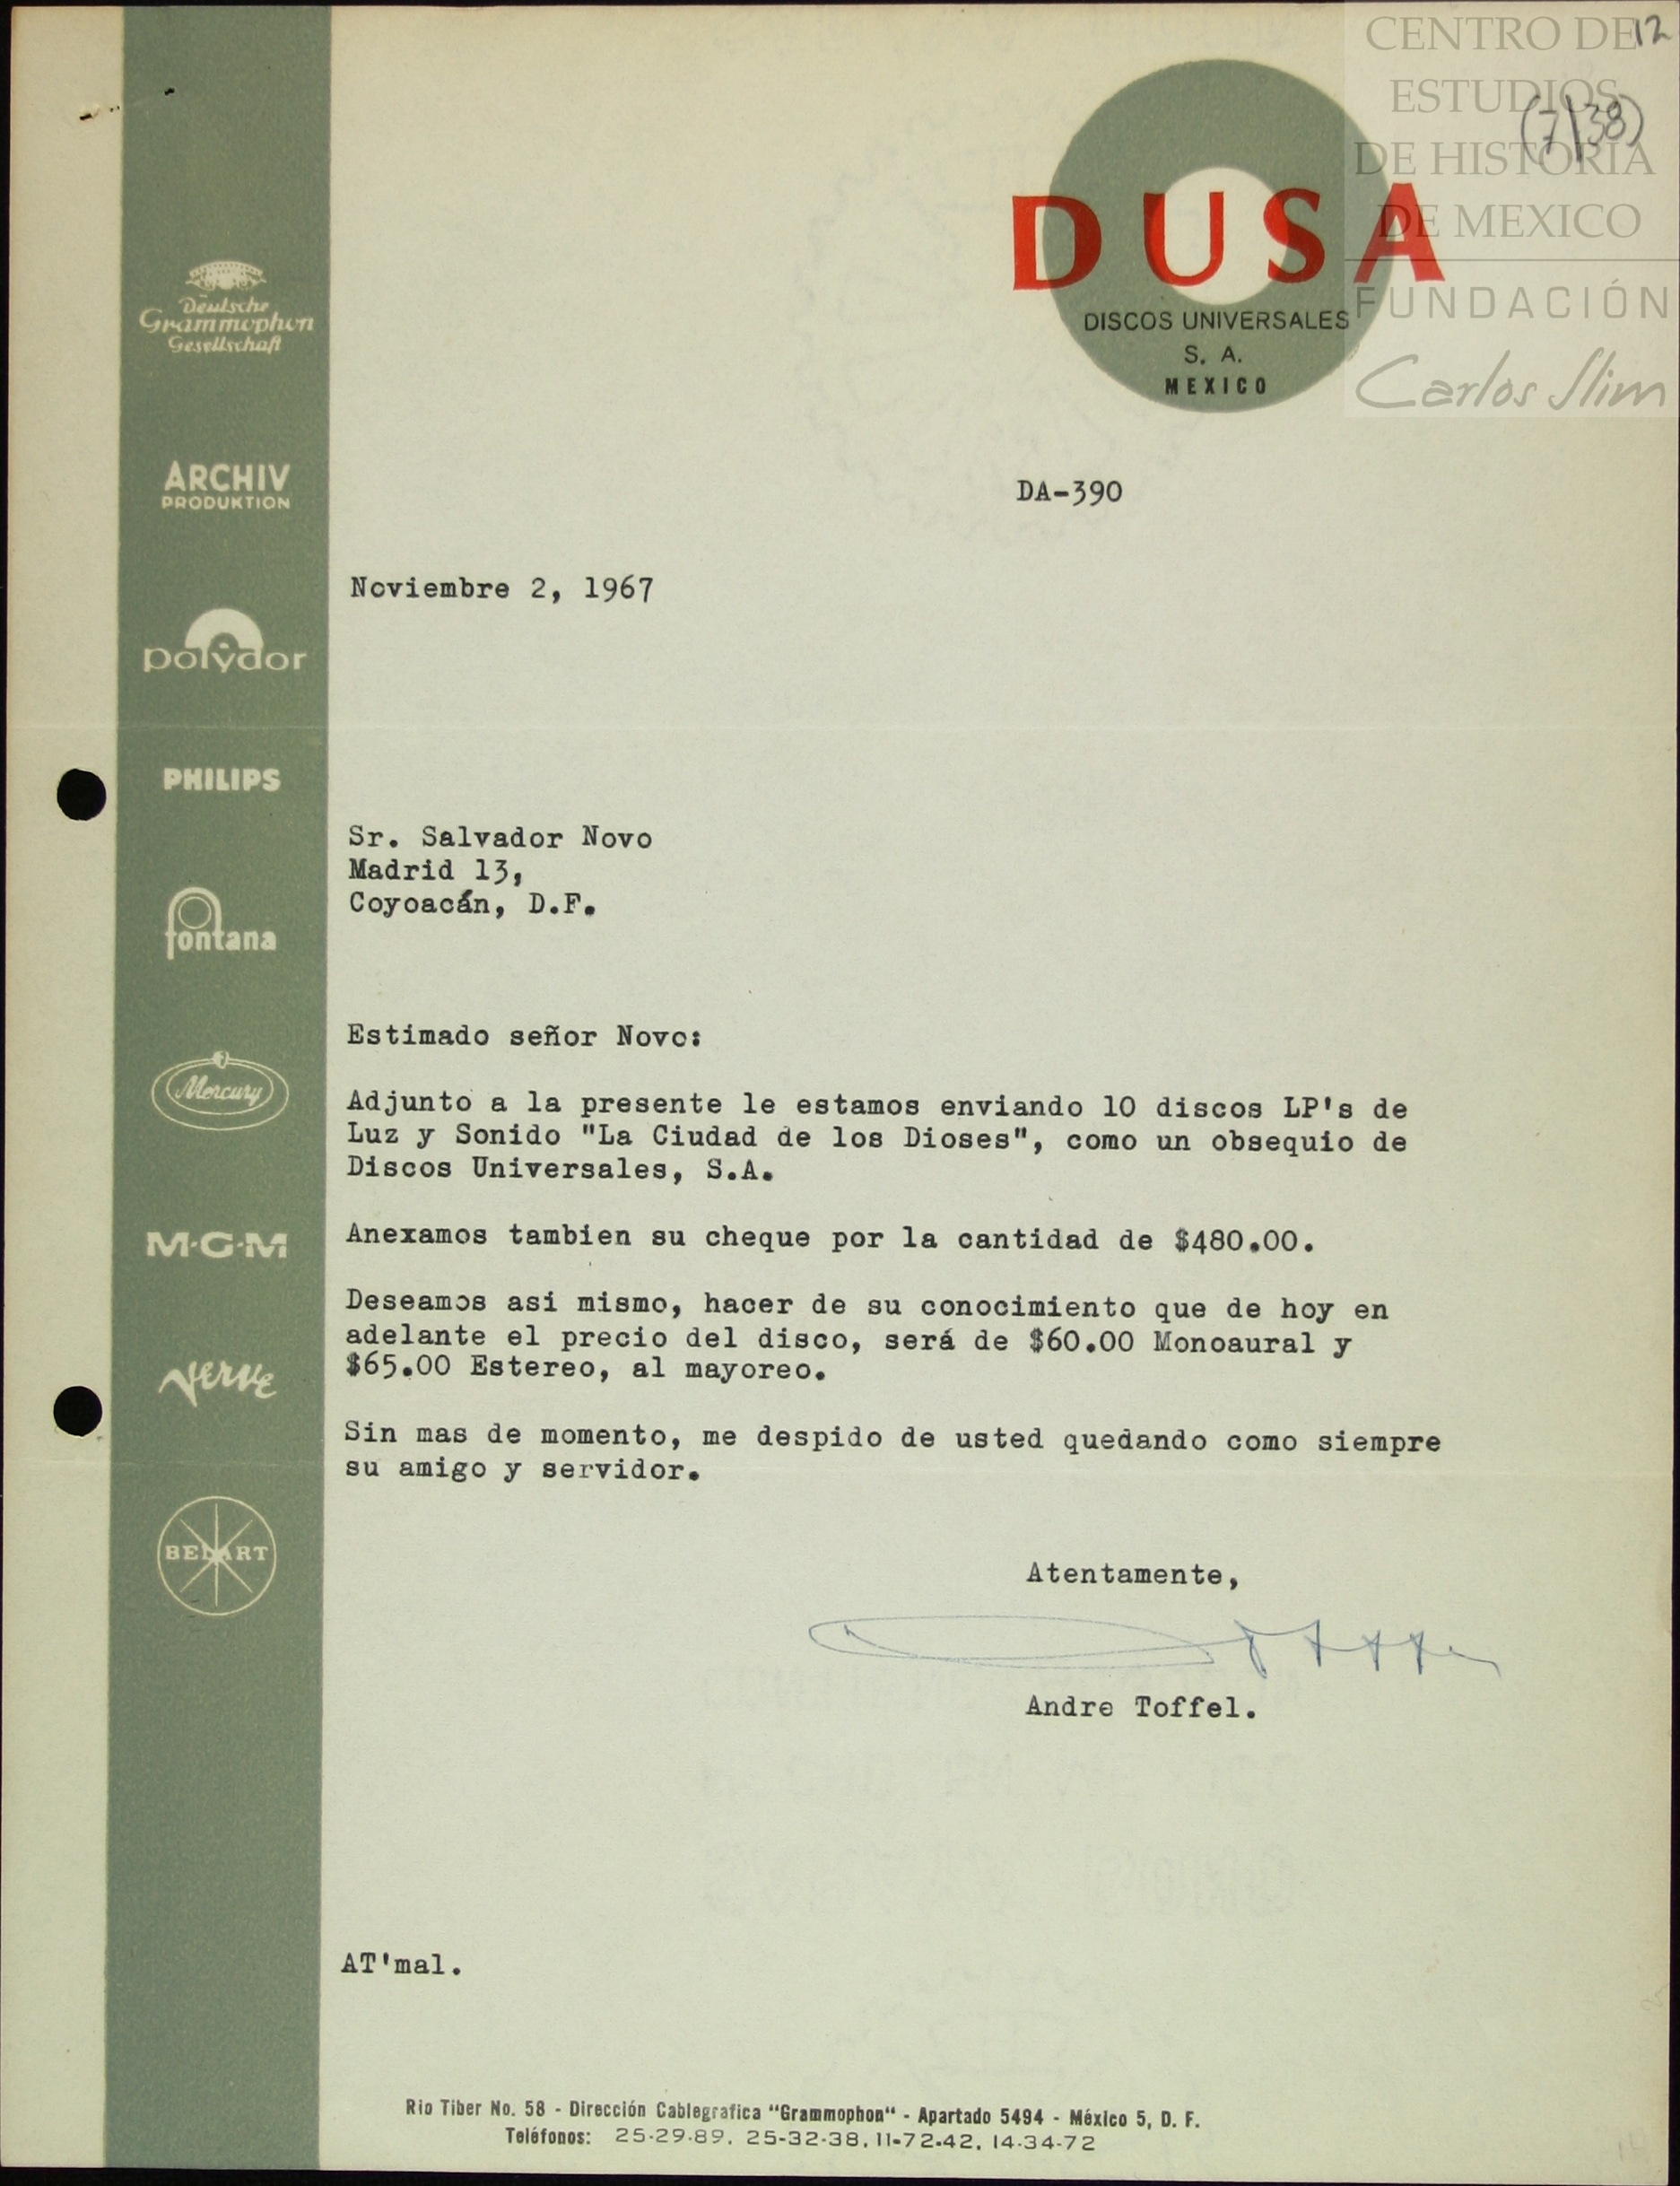 CENTRO DE
ESTUDIOS
DE HISTORIA
DE MEXICO
FUNDACIÓN
Carlos Slim
12
(7/38)
DUSA
DISCOS UNIVERSALES
S. A.
MEXICO
Deutsche
Grammophon
Gesellschaft
ARCHIV
PRODUKTION
polydor
PHILIPS
fontana
Mercury
M-G-M
Verve
BELART
DA-390
Noviembre 2, 1967
Sr. Salvador Novo
Madrid 13,
Coyoacán, D.F.
Estimado señor Novo:
Adjunto a la presente le estamos enviando 10 discos LP's de
Luz y Sonido "La Ciudad de los Dioses", como un obsequio de
Discos Universales, S.A.
Anexamos tambien su cheque por la cantidad de $480.00.
Deseamos asi mismo, hacer de su conocimiento que de hoy en
adelante el precio del disco, será de $60.00 Monoaural y
$65.00 Estereo, al mayoreo.
Sin mas de momento, me despido de usted quedando como siempre
su amigo y servidor.
Atentamente,
Andre Toffel.
AT'mal.
Rio Tiber No. 58 - Dirección Cablegrafica "Grammophon" - Apartado 5494 - México 5, D. F.
Teléfonos: 25-29-89, 25-32-38, 11-72-42, 14-34-72